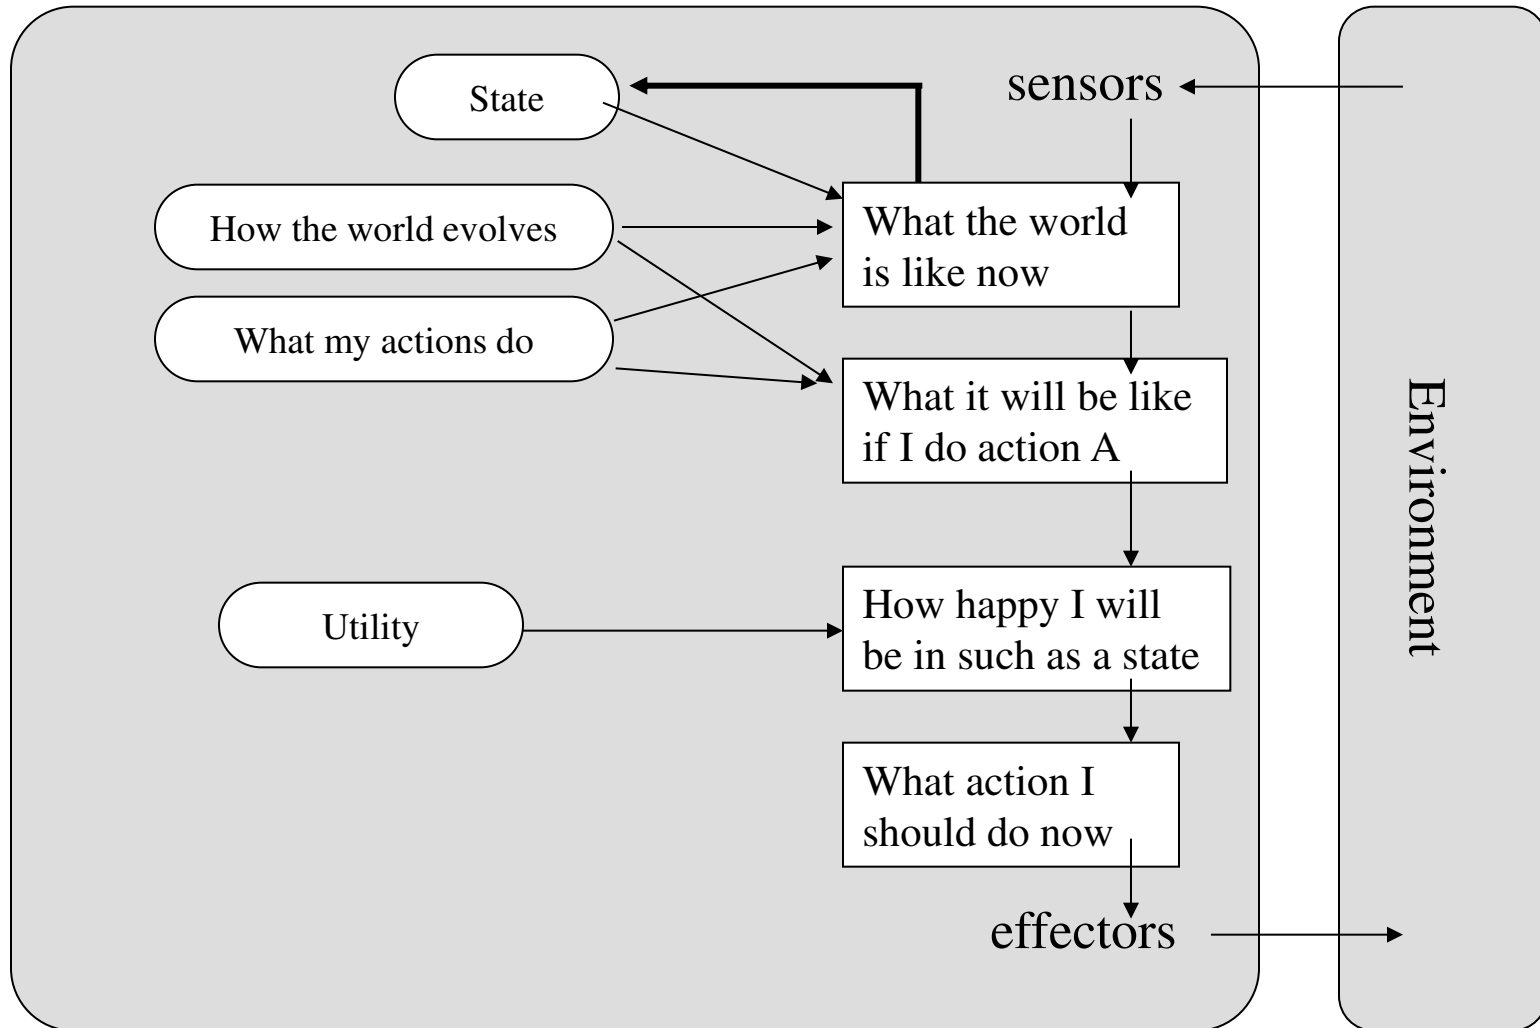 State
sensors
How the world evolves
What the world
is like now
What my actions do
What it will be like
if I do action A
Environment
Utility
How happy I will
be in such as a state
What action I
should do now
effectors